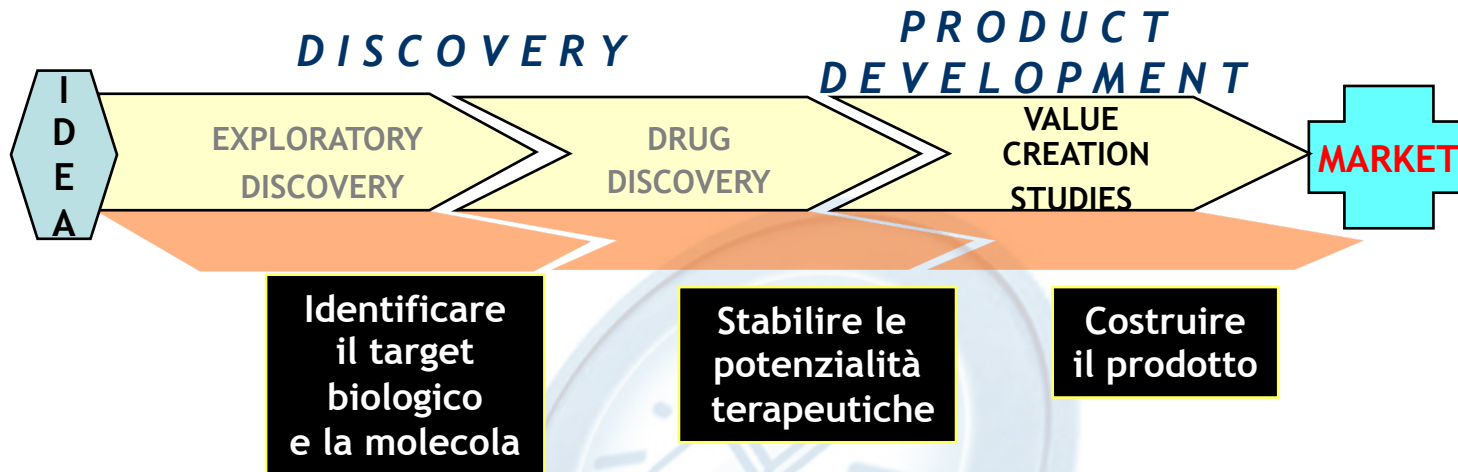 DISCOVERY
PRODUCT
DEVELOPMENT
I
D
E
A
EXPLORATORY
DISCOVERY
DRUG
DISCOVERY
VALUE
CREATION
STUDIES
MARKET
Identificare
il target
biologico
e la molecola
Stabilire le
potenzialità
terapeutiche
Costruire
il prodotto